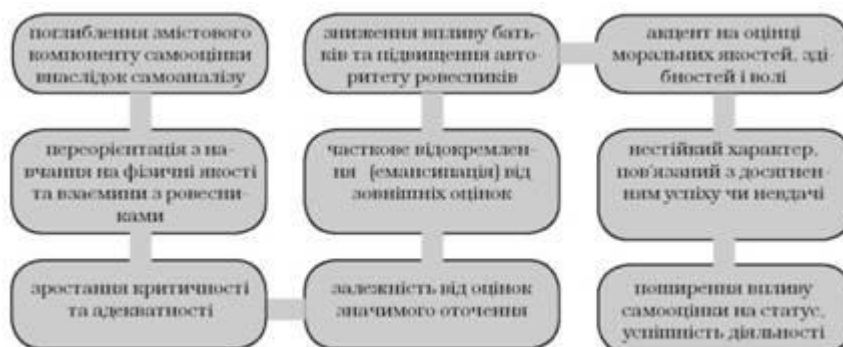 поглиблення змістового
компоненту самооцінки
внаслідок самоаналізу
переорієнтація з на-
вчання на фізичні якості
та взаємини з ровесни-
ками
зростання критичності
та адекватності
залежність від оцінок
значимого оточення
часткове відокремлен-
ня (емансипація) від
зовнішніх оцінок
зниження впливу бать-
ків та підвищення авто-
ритету ровесників
акцент на оцінці
моральних якостей, зді-
бностей і волі
нестійкий характер,
пов'язаний з досягнен-
ням успіху чи невдачі
поширення впливу
самооцінки на статус,
успішність діяльності